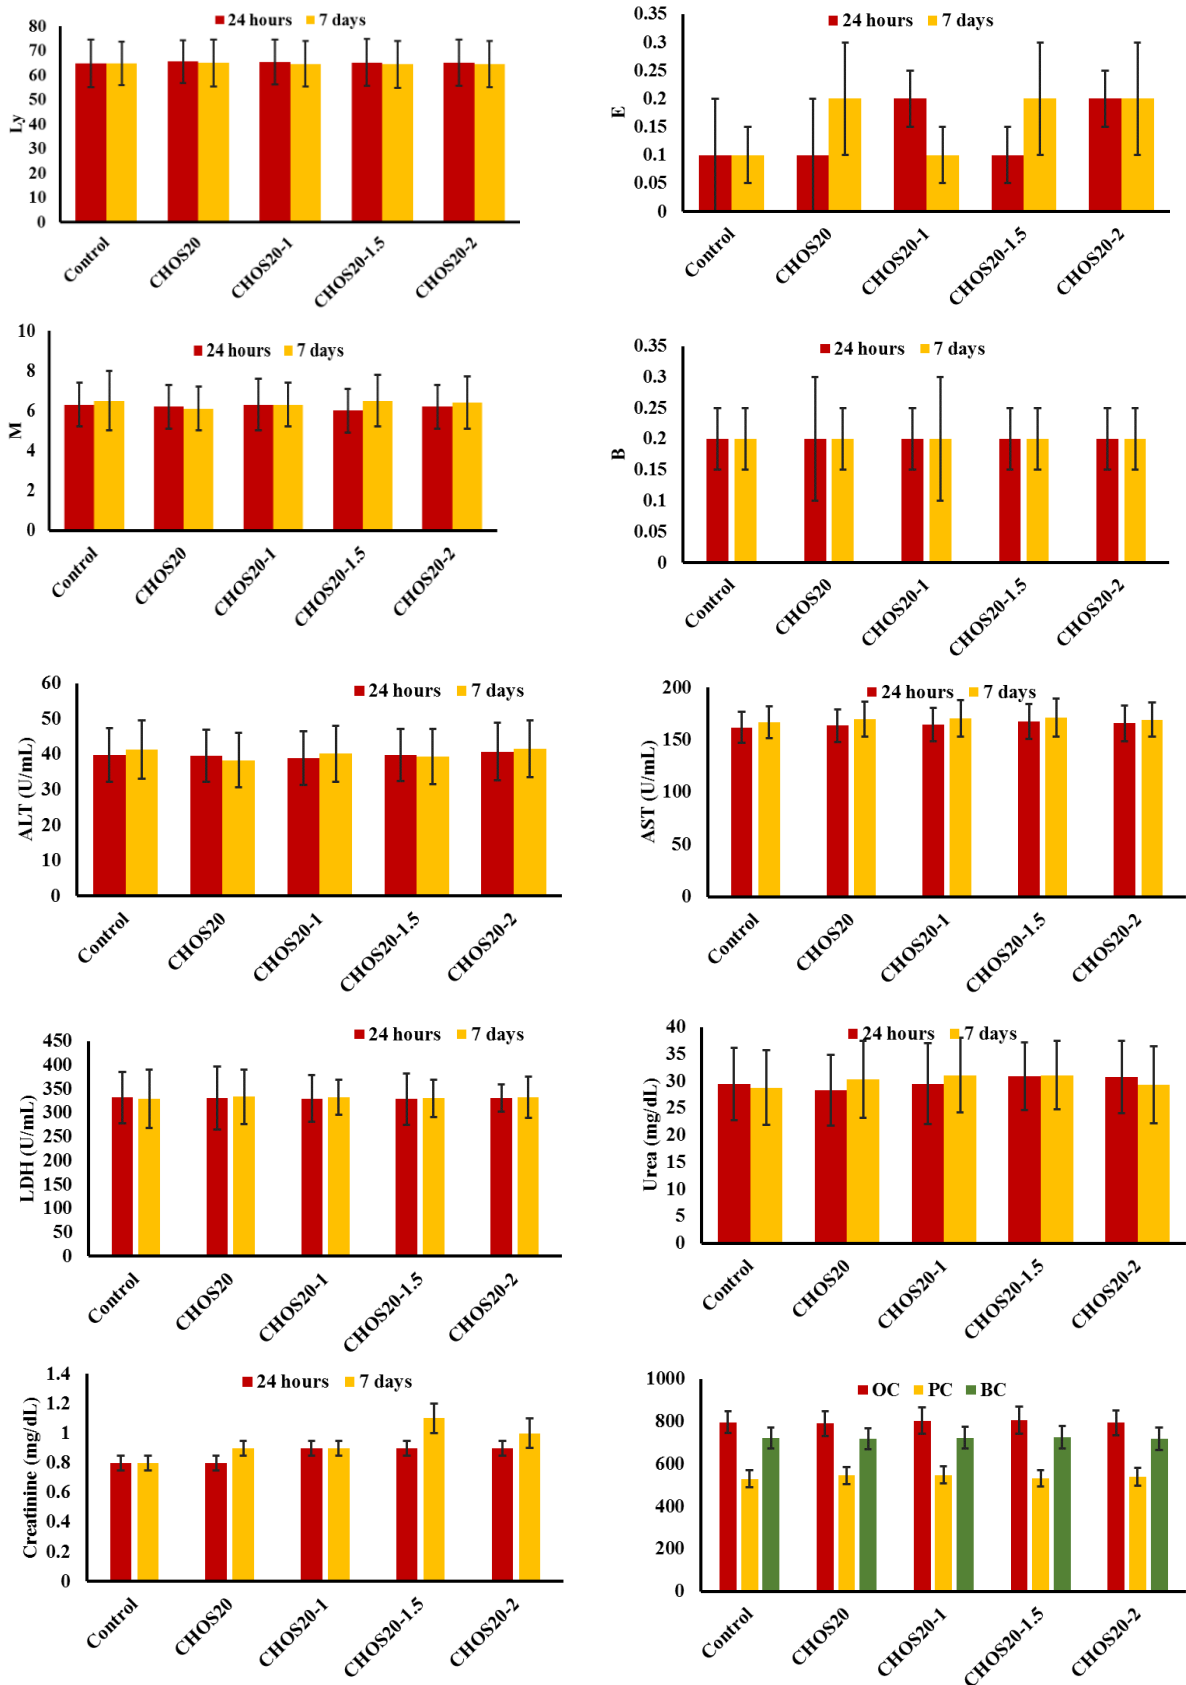 24 hours 7 days
80
70
60
50
40
30
20
10
0
Ly
Control CHOS20 CHOS20-1 CHOS20-1.5 CHOS20-2
24 hours 7 days
0.35
0.3
0.25
0.2
0.15
0.1
0.05
0
E
Control CHOS20 CHOS20-1 CHOS20-1.5 CHOS20-2
24 hours 7 days
10
8
6
4
2
0
M
Control CHOS20 CHOS20-1 CHOS20-1.5 CHOS20-2
24 hours 7 days
0.35
0.3
0.25
0.2
0.15
0.1
0.05
0
B
Control CHOS20 CHOS20-1 CHOS20-1.5 CHOS20-2
24 hours 7 days
60
50
40
30
20
10
0
ALT (U/mL)
Control CHOS20 CHOS20-1 CHOS20-1.5 CHOS20-2
24 hours 7 days
200
150
100
50
0
AST (U/mL)
Control CHOS20 CHOS20-1 CHOS20-1.5 CHOS20-2
24 hours 7 days
450
400
350
300
250
200
150
100
50
0
LDH (U/mL)
Control CHOS20 CHOS20-1 CHOS20-1.5 CHOS20-2
24 hours 7 days
40
35
30
25
20
15
10
5
0
Urea (mg/dL)
Control CHOS20 CHOS20-1 CHOS20-1.5 CHOS20-2
24 hours 7 days
1.4
1.2
1
0.8
0.6
0.4
0.2
0
Creatinine (mg/dL)
Control CHOS20 CHOS20-1 CHOS20-1.5 CHOS20-2
OC PC BC
1000
800
600
400
200
0
Control CHOS20 CHOS20-1 CHOS20-1.5 CHOS20-2